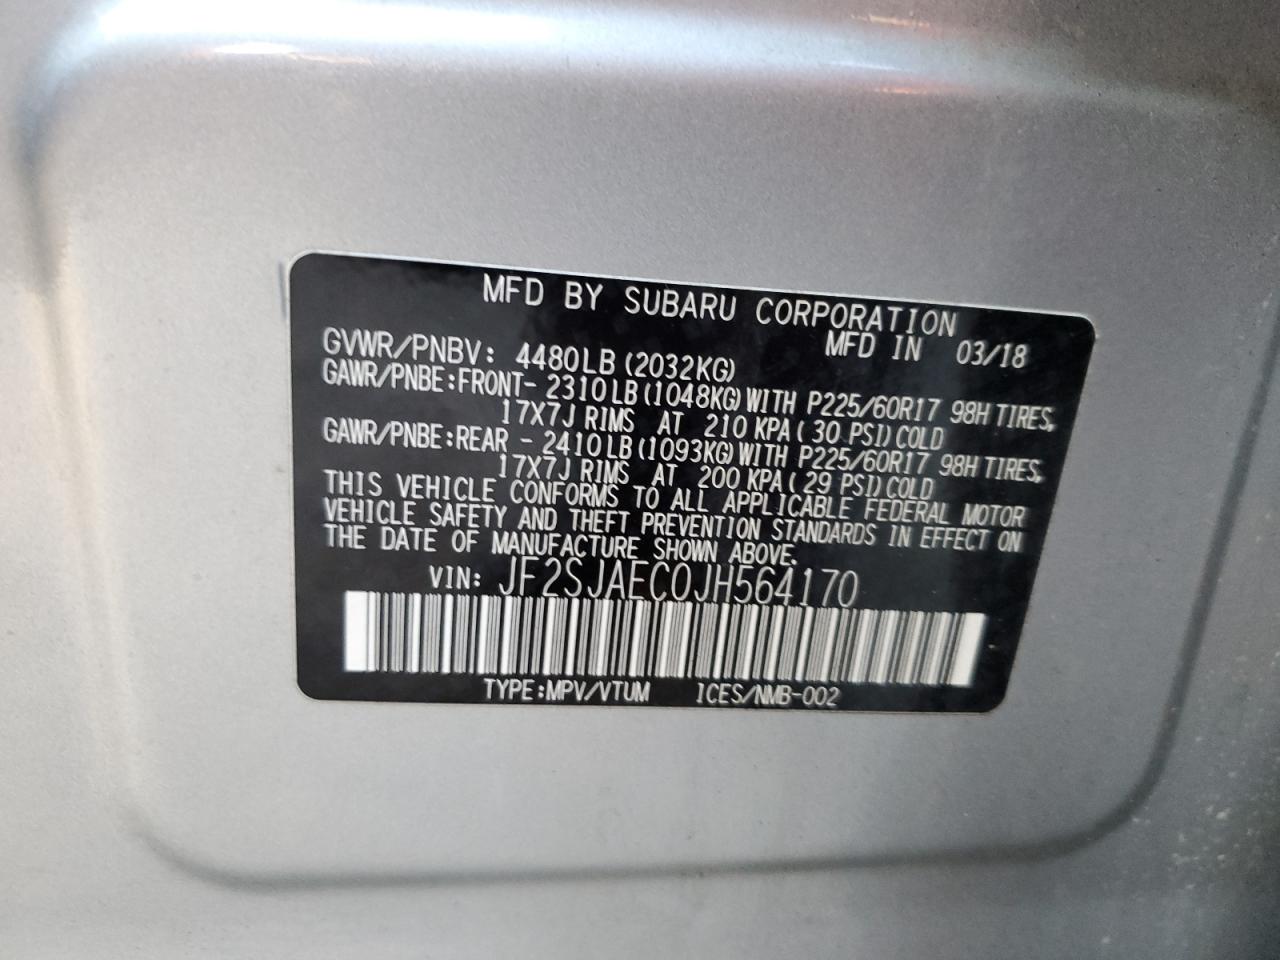 MFD BY SUBARU CORPORATION
MFD IN 03/18
GVWR/PNBV: 4480LB (2032KG)
GAWR/PNBE:FRONT- 2310LB (1048KG) WITH P225/60R17 98H TIRES,
17X7J RIMS AT 210 KPA ( 30 PSI) COLD
GAWR/PNBE:REAR - 2410LB (1093KG) WITH P225/60R17 98H TIRES,
17X7J RIMS AT 200 KPA ( 29 PSI) COLD
THIS VEHICLE CONFORMS TO ALL APPLICABLE FEDERAL MOTOR
VEHICLE SAFETY AND THEFT PREVENTION STANDARDS IN EFFECT ON
THE DATE OF MANUFACTURE SHOWN ABOVE.
VIN: JF2SJAEC0JH564170
TYPE:MPV/VTUM ICES/NMB-002